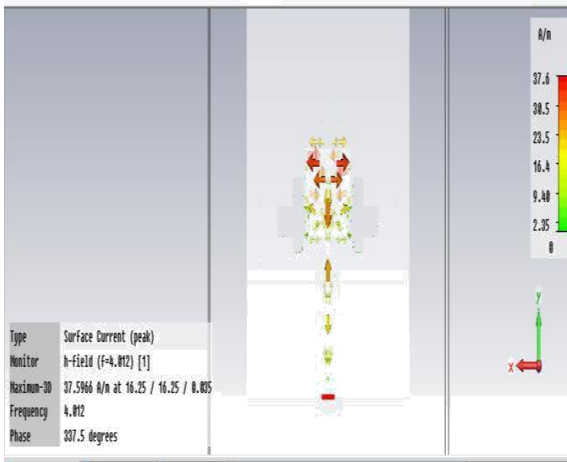 A/m
37.6
30.5
23.5
16.4
9.40
2.35
0
y
x
Type Surface Current (peak)
Monitor h-field (f=4.012) [1]
Maximum-3D 37.5966 A/m at 16.25 / 16.25 / 0.035
Frequency 4.012
Phase 337.5 degrees